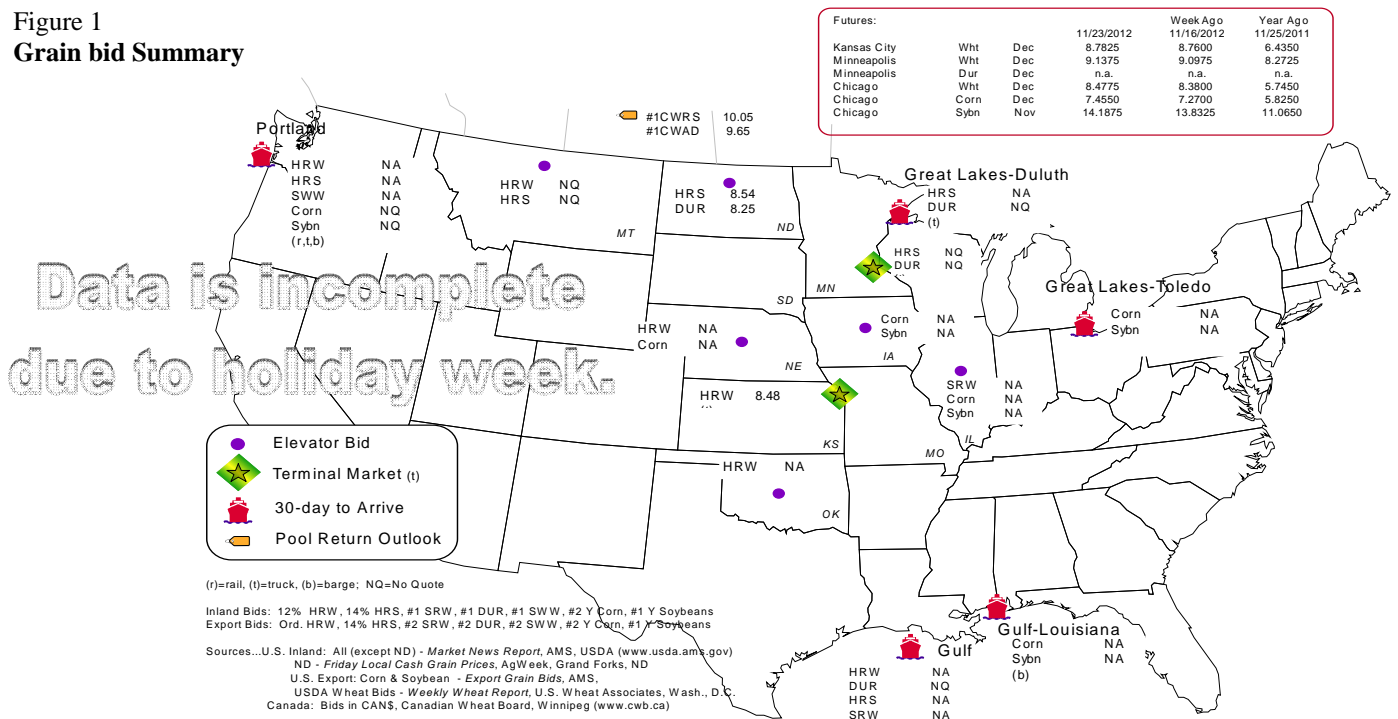 Figure 1
Grain bid Summary
Futures:
Week Ago Year Ago
11/23/2012 11/16/2012 11/25/2011
Kansas City Wht Dec 8.7825 8.7600 6.4350
Minneapolis Wht Dec 9.1375 9.0975 8.2725
Minneapolis Dur Dec n.a. n.a. n.a.
Chicago Wht Dec 8.4775 8.3800 5.7450
Chicago Corn Dec 7.4550 7.2700 5.8250
Chicago Sybn Nov 14.1875 13.8325 11.0650
#1CWRS 10.05
#1CWAD 9.65
Portland
HRW NA
HRS NA
SWW NA
Corn NQ
Sybn NQ
(r,t,b)
HRW NQ
HRS NQ
MT
HRS 8.54
DUR 8.25
ND
Great Lakes-Duluth
HRS NA
DUR NQ
(t)
HRS NQ
DUR NQ
MN
SD
Great Lakes-Toledo
Corn NA
Sybn NA
Data is incomplete
due to holiday week.
HRW NA
Corn NA
NE
Corn NA
Sybn NA
IA
SRW NA
Corn NA
Sybn NA
IL
HRW 8.48
KS
MO
HRW NA
OK
Elevator Bid
Terminal Market (t)
30-day to Arrive
Pool Return Outlook
(r)=rail, (t)=truck, (b)=barge; NQ=No Quote
Inland Bids: 12% HRW, 14% HRS, #1 SRW, #1 DUR, #1 SWW, #2 Y Corn, #1 Y Soybeans
Export Bids: Ord. HRW, 14% HRS, #2 SRW, #2 DUR, #2 SWW, #2 Y Corn, #1 Y Soybeans
Sources...U.S. Inland: All (except ND) - Market News Report, AMS, USDA (www.usda.ams.gov)
ND - Friday Local Cash Grain Prices, AgWeek, Grand Forks, ND
U.S. Export: Corn & Soybean - Export Grain Bids, AMS,
USDA Wheat Bids - Weekly Wheat Report, U.S. Wheat Associates, Wash., D.C.
Canada: Bids in CAN$, Canadian Wheat Board, Winnipeg (www.cwb.ca)
Gulf-Louisiana
Corn NA
Sybn NA
(b)
Gulf
HRW NA
DUR NQ
HRS NA
SRW NA